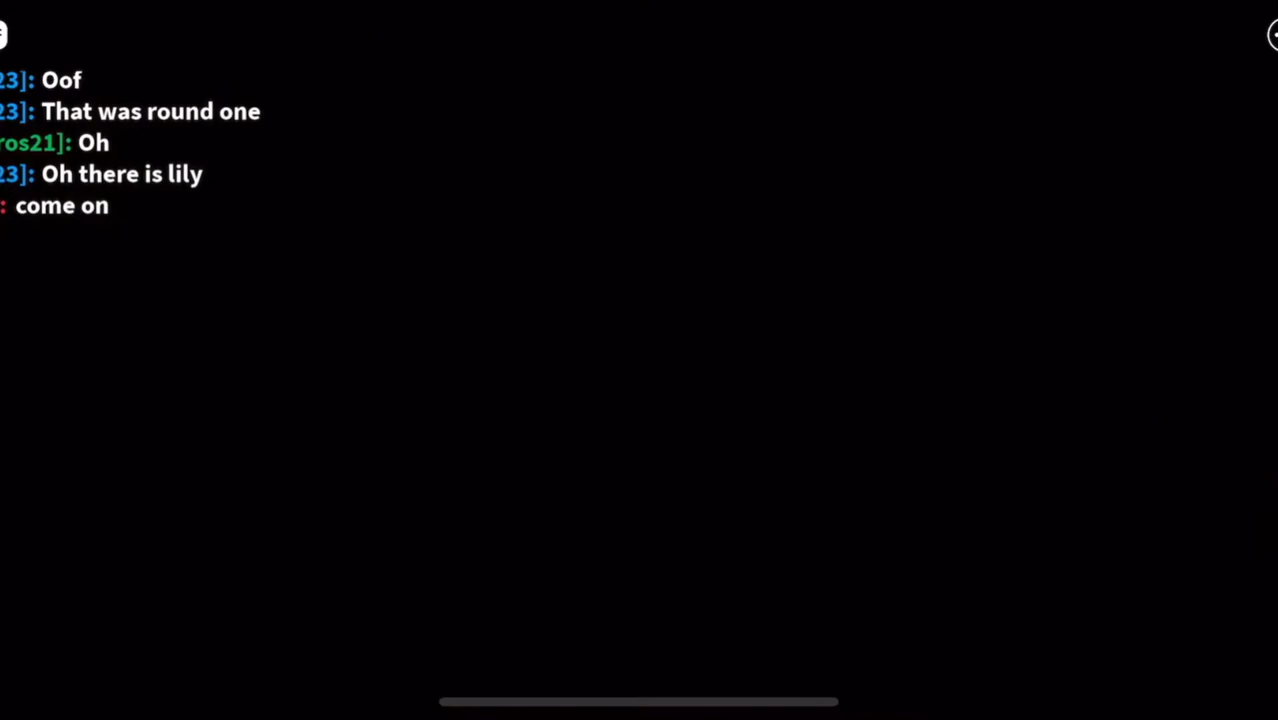 23]: Oof
23]: That was round one
ros21]: Oh
23]: Oh there is lily
: come on